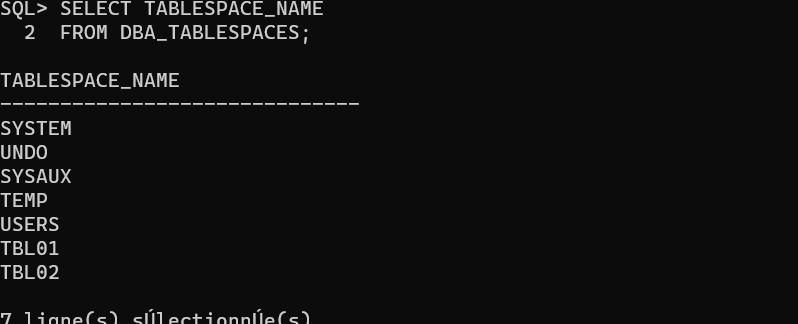 SQL> SELECT TABLESPACE_NAME
2 FROM DBA_TABLESPACES;
TABLESPACE_NAME
------------------------------
SYSTEM
UNDO
SYSAUX
TEMP
USERS
TBL01
TBL02
7 ligne(s) sÚlectionnÚe(s)